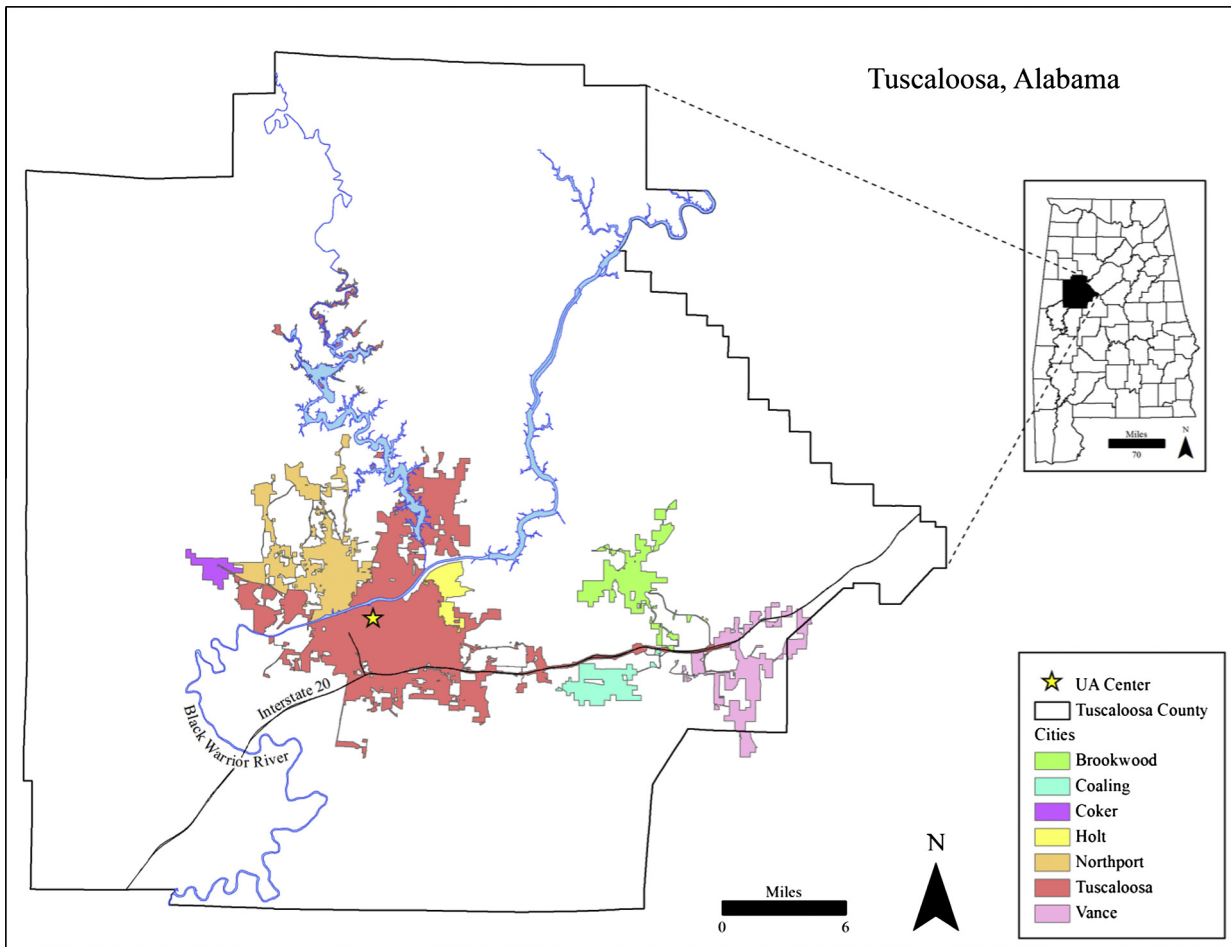 Tuscaloosa, Alabama
N
Miles
70
Interstate 20
Black Warrior River
UA Center
Tuscaloosa County
Cities
Brookwood
Coaling
Coker
Holt
Northport
Tuscaloosa
Vance
N
Miles
0 6